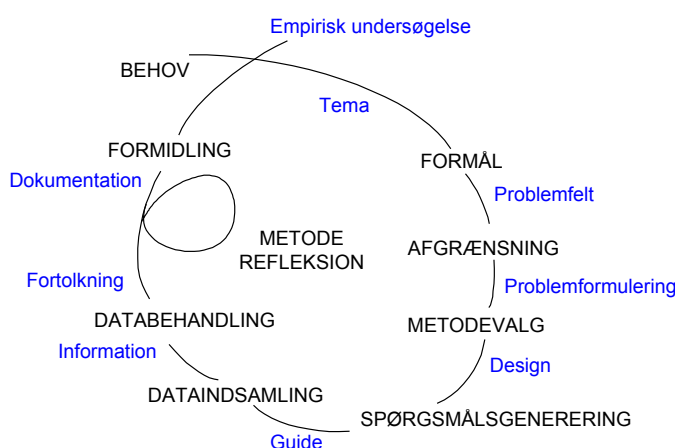 Empirisk undersøgelse
BEHOV
Tema
FORMIDLING
FORMÅL
Dokumentation
Problemfelt
METODE
REFLEKSION
AFGRÆNSNING
Fortolkning
Problemformulering
DATABEHANDLING
METODEVALG
Information
Design
DATAINDSAMLING
SPØRGSMÅLSGENERERING
Guide